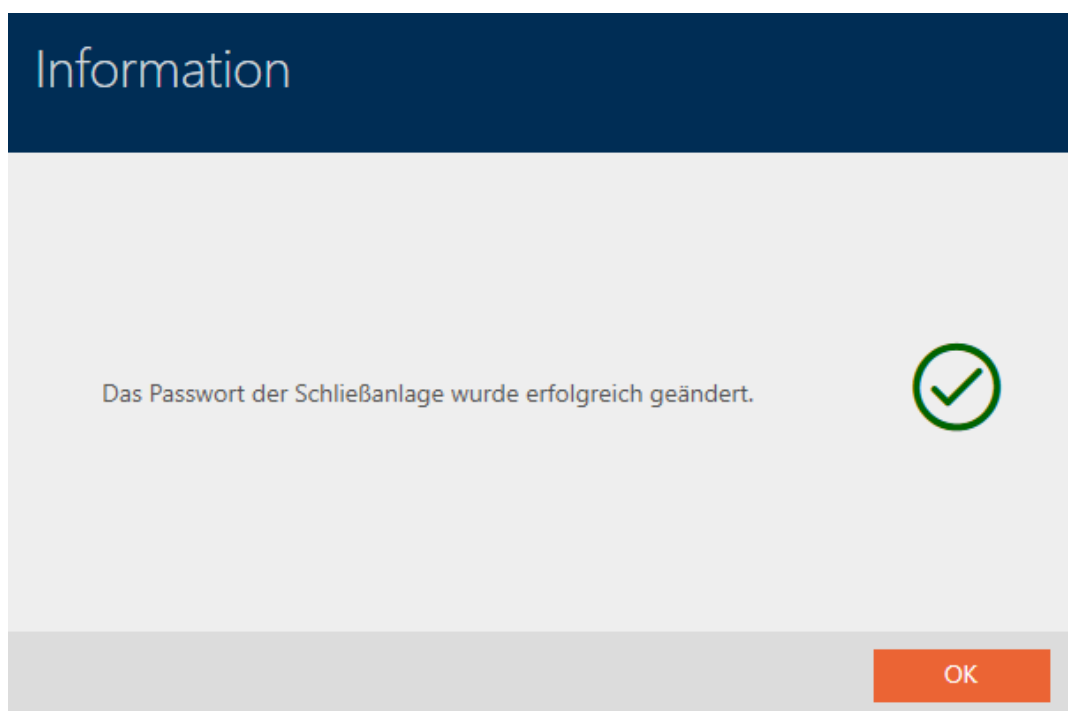 Information
Das Passwort der Schließanlage wurde erfolgreich geändert.
OK